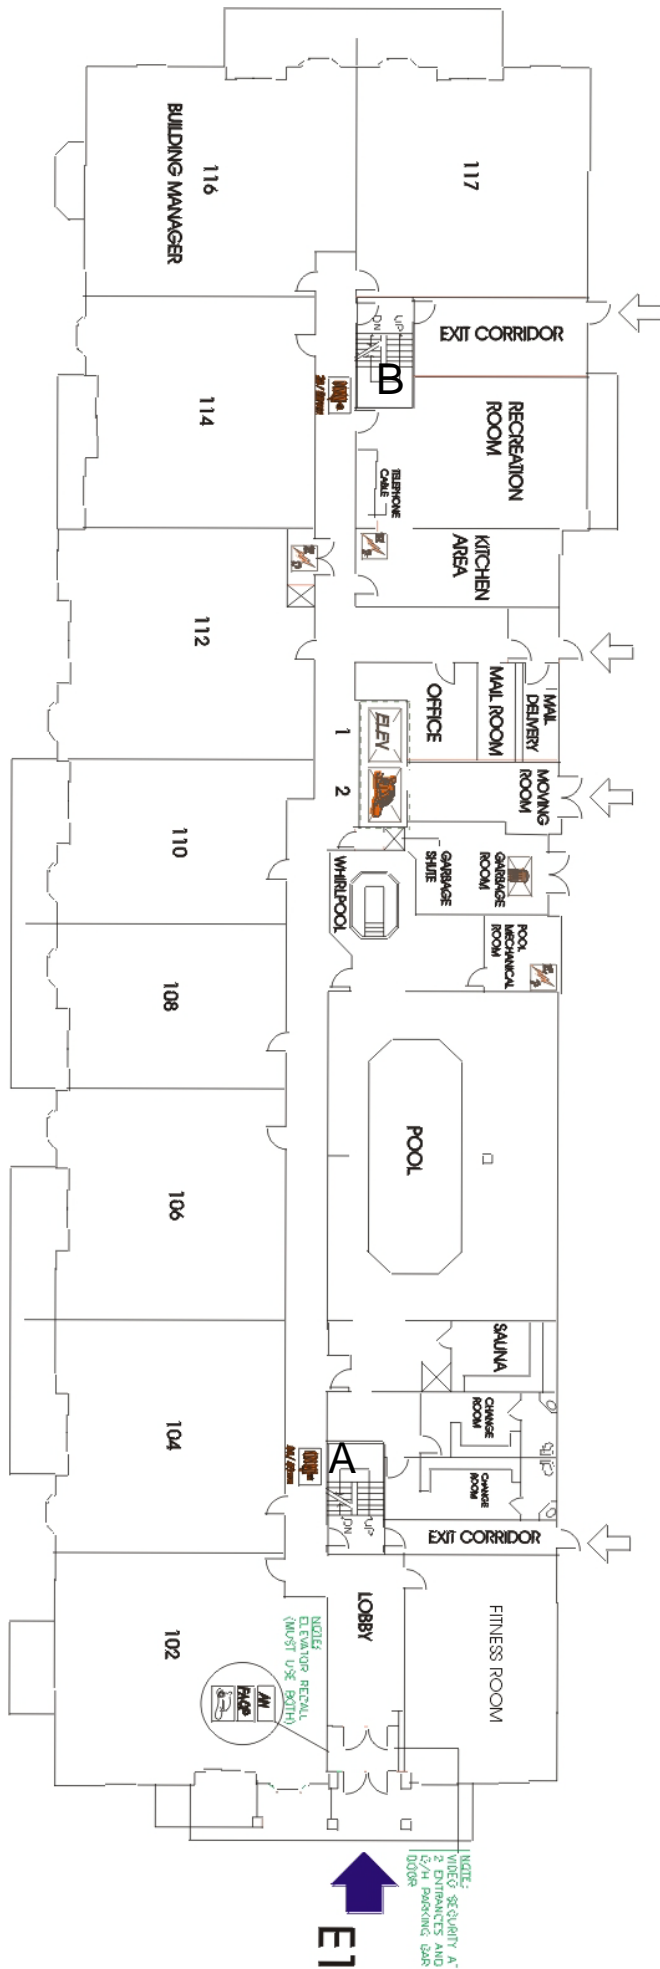 116
BUILDING MANAGER
117
DN
UP
EXIT CORRIDOR
B
114
RECREATION
ROOM
TELEPHONE
CABLE
KITCHEN
AREA
112
OFFICE
MAIL ROOM
MAIL
DELIVERY
1
ELEV
2
MOVING
ROOM
110
WHIRLPOOL
GARBAGE
SHUTE
GARBAGE
ROOM
POOL
MECHANICAL
ROOM
108
POOL
106
SAUNA
104
CHANGE
ROOM
A
CHANGE
ROOM
DN
UP
EXIT CORRIDOR
102
LOBBY
FITNESS ROOM
NOTE:
ELEVATOR RECALL
(MUST USE BOTH)
NOTE:
VIDEO SECURITY A
2 ENTRANCES AND
DOOR
E1